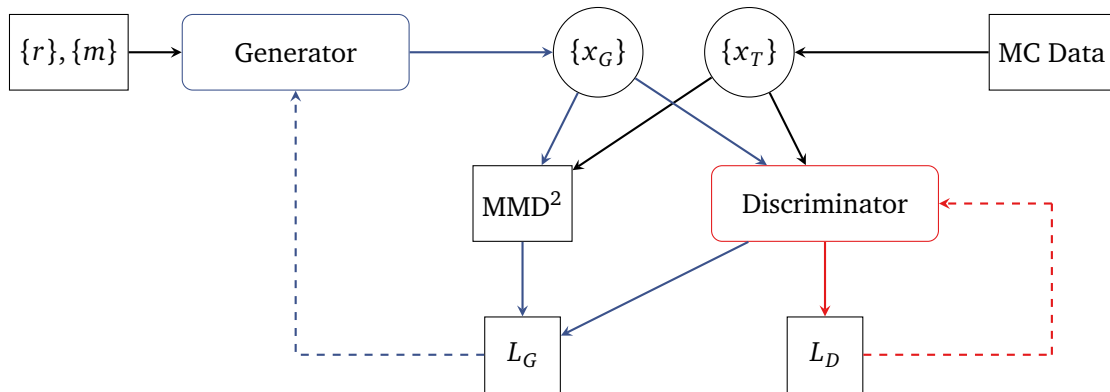 {r}, {m}
Generator
{x_G}
{x_T}
MC Data
MMD²
Discriminator
L_G
L_D